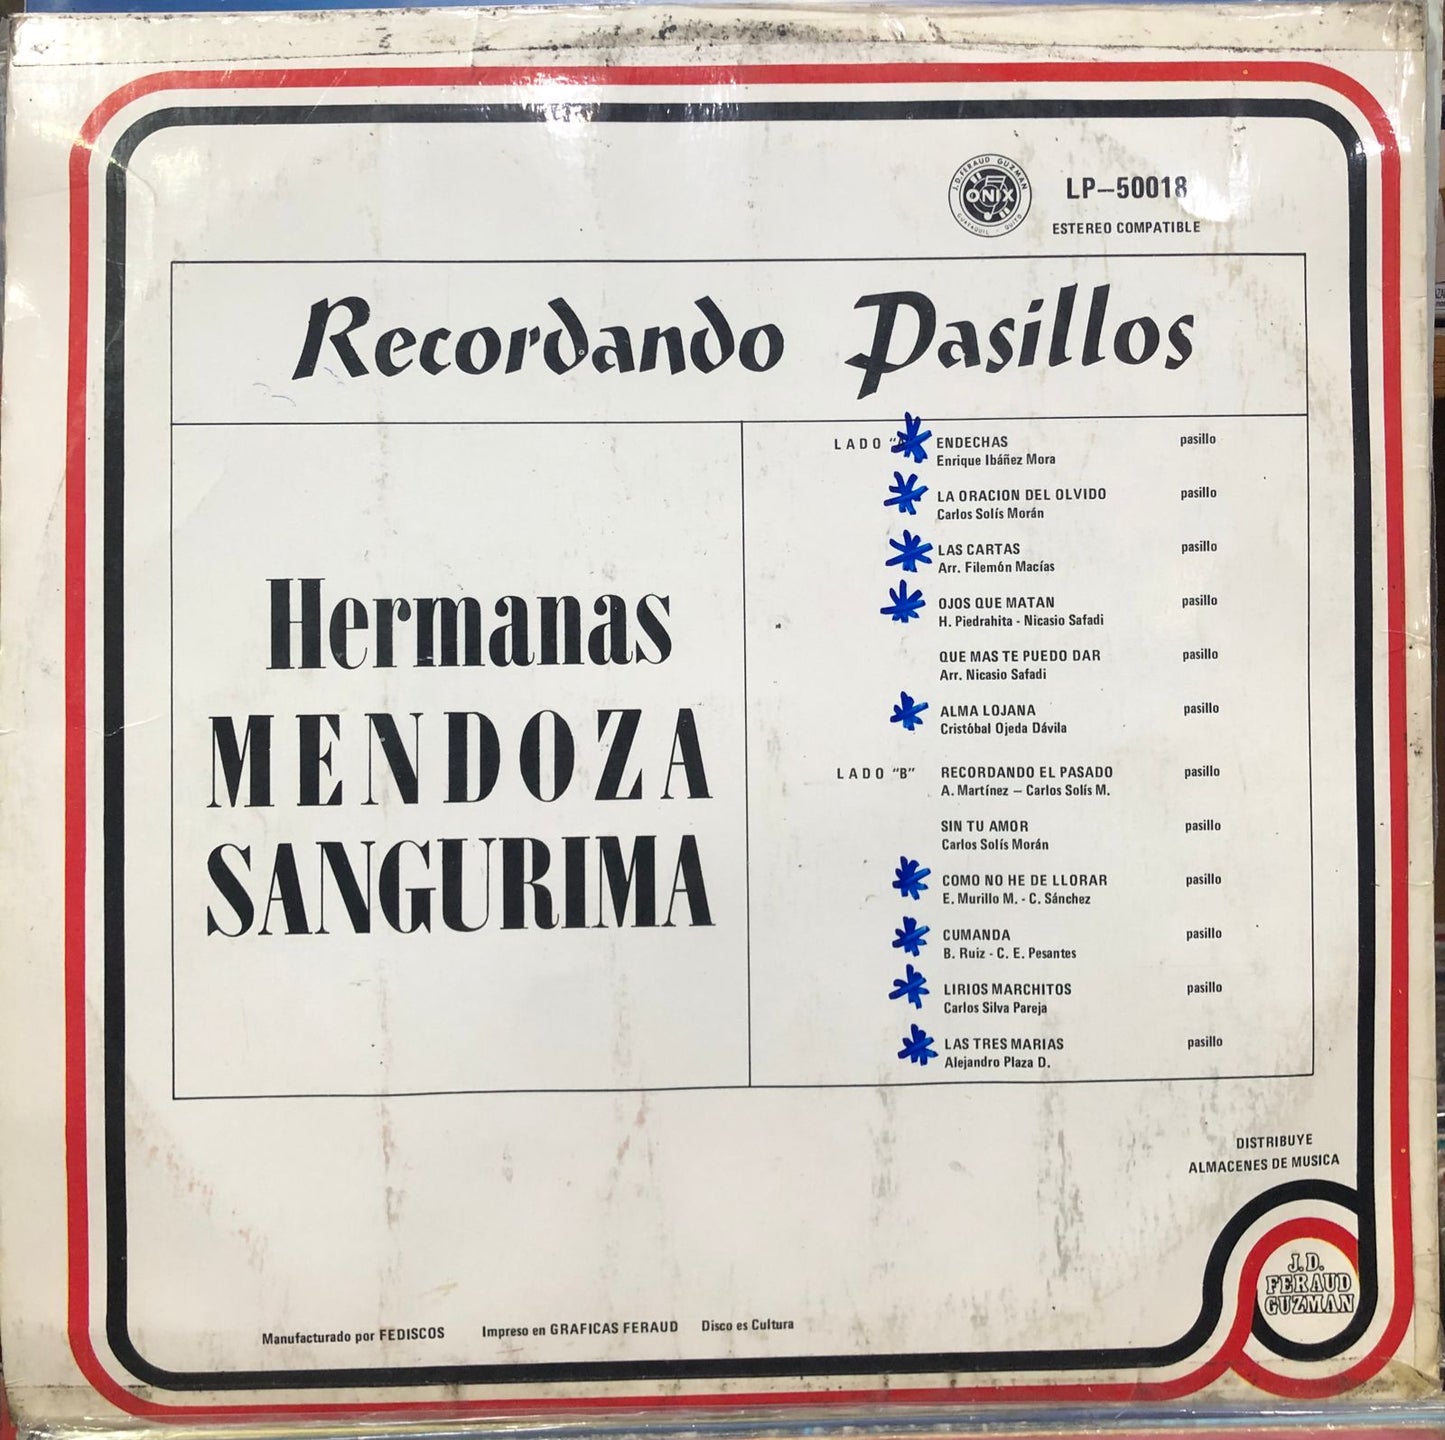 J.D. FERAUD GUZMAN
ONIX
GUAYAQUIL - QUITO
LP-50018
ESTEREO COMPATIBLE
Recordando Pasillos
Hermanas
MENDOZA
SANGURIMA
LADO "A" ENDECHAS pasillo
Enrique Ibáñez Mora
LA ORACION DEL OLVIDO pasillo
Carlos Solís Morán
LAS CARTAS pasillo
Arr. Filemón Macías
OJOS QUE MATAN pasillo
H. Piedrahita - Nicasio Safadi
QUE MAS TE PUEDO DAR pasillo
Arr. Nicasio Safadi
ALMA LOJANA pasillo
Cristóbal Ojeda Dávila
LADO "B" RECORDANDO EL PASADO pasillo
A. Martínez – Carlos Solís M.
SIN TU AMOR pasillo
Carlos Solís Morán
COMO NO HE DE LLORAR pasillo
E. Murillo M. - C. Sánchez
CUMANDA pasillo
B. Ruiz - C. E. Pesantes
LIRIOS MARCHITOS pasillo
Carlos Silva Pareja
LAS TRES MARIAS pasillo
Alejandro Plaza D.
DISTRIBUYE
ALMACENES DE MUSICA
J.D.
FERAUD
GUZMAN
Manufacturado por FEDISCOS Impreso en GRAFICAS FERAUD Disco es Cultura